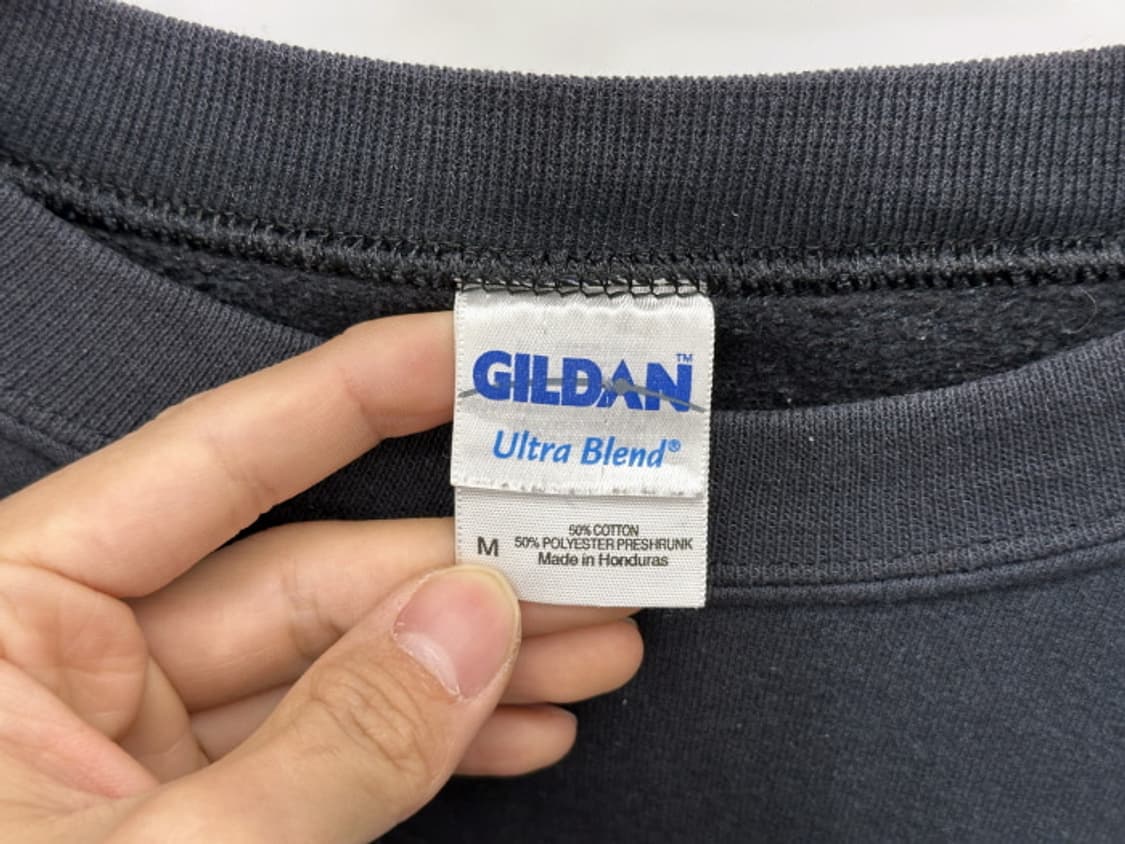 GILDAN™
Ultra Blend®
50% COTTON
M 50% POLYESTER PRESHRUNK
Made in Honduras